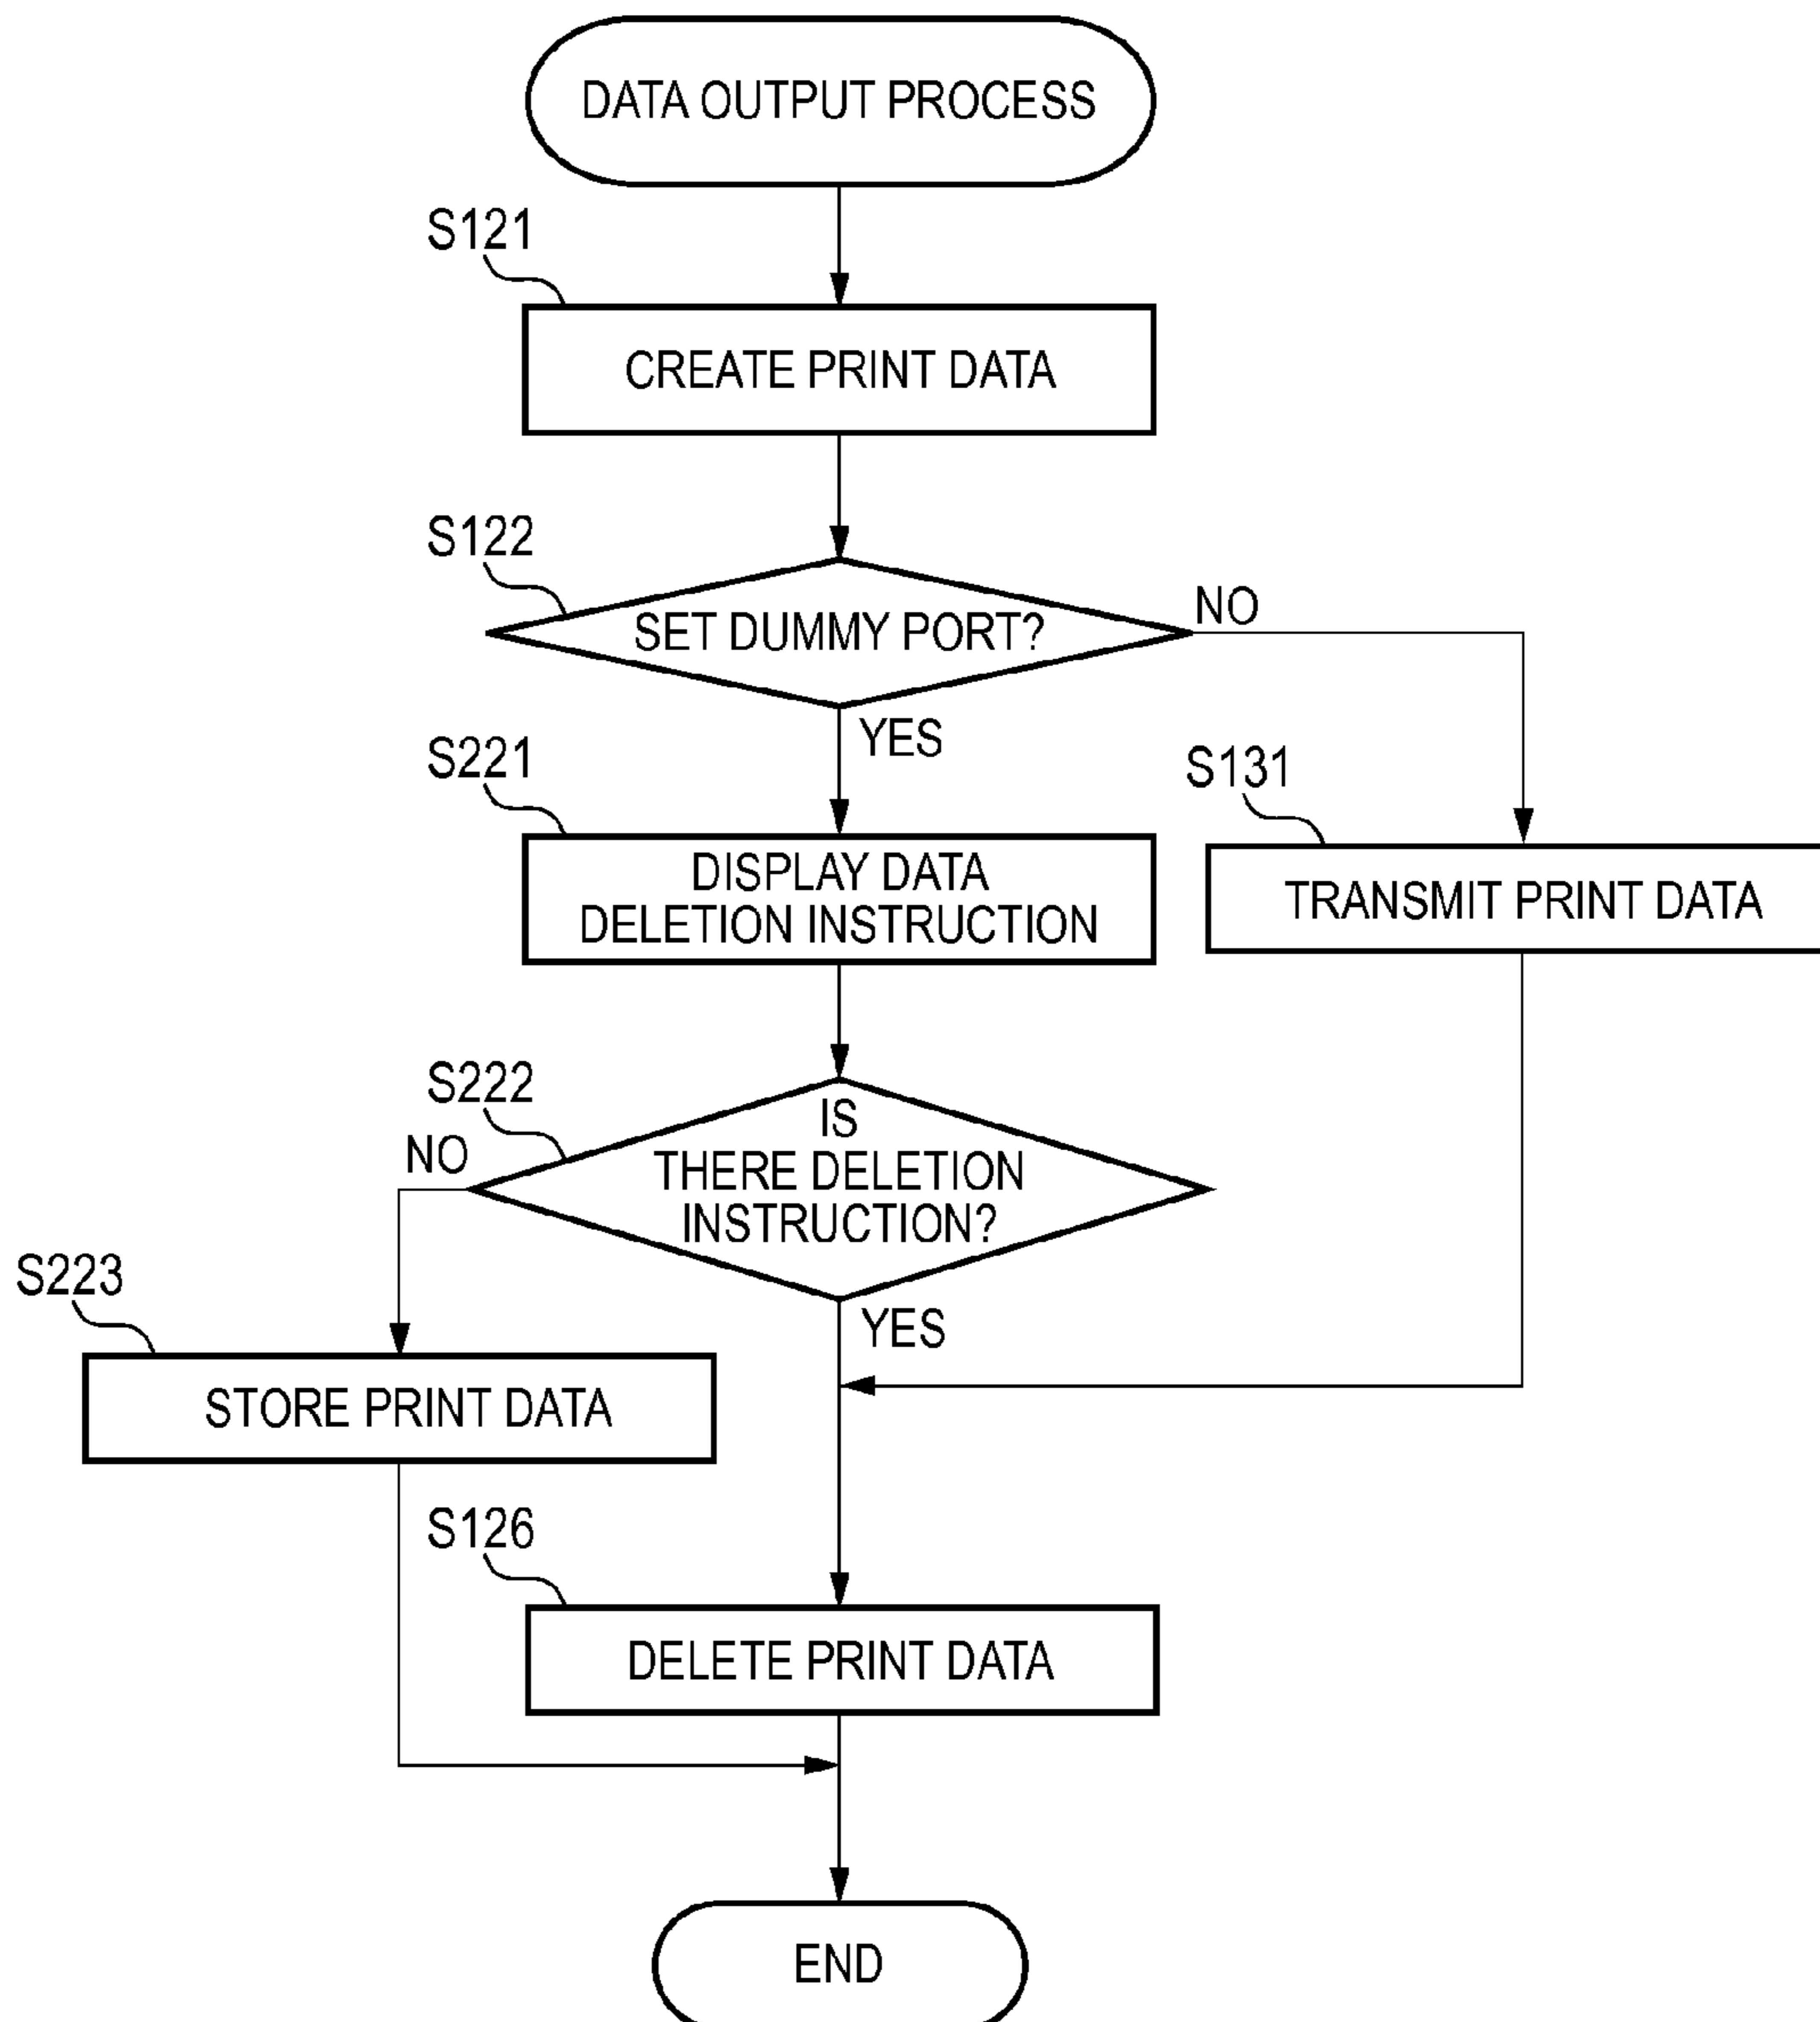 DATA OUTPUT PROCESS
S121
CREATE PRINT DATA
S122
SET DUMMY PORT?
NO
YES
S221
DISPLAY DATA
DELETION INSTRUCTION
S131
TRANSMIT PRINT DATA
S222
IS
THERE DELETION
INSTRUCTION?
NO
YES
S223
STORE PRINT DATA
S126
DELETE PRINT DATA
END